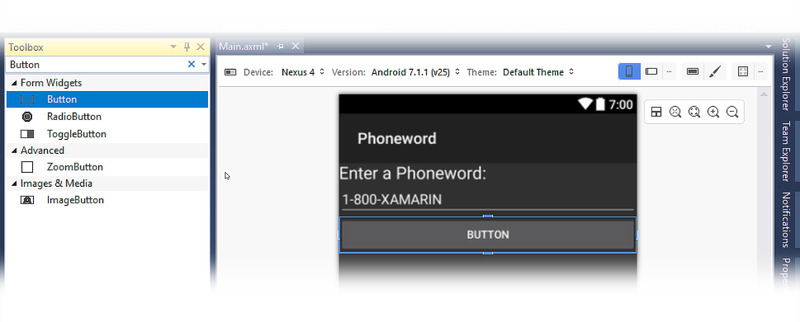 Toolbox
Button
Form Widgets
Button
RadioButton
ToggleButton
Advanced
ZoomButton
Images & Media
ImageButton
Main.axml*
Device: Nexus 4 Version: Android 7.1.1 (v25) Theme: Default Theme
7:00
Phoneword
Enter a Phoneword:
1-800-XAMARIN
BUTTON
Solution Explorer
Team Explorer
Notifications